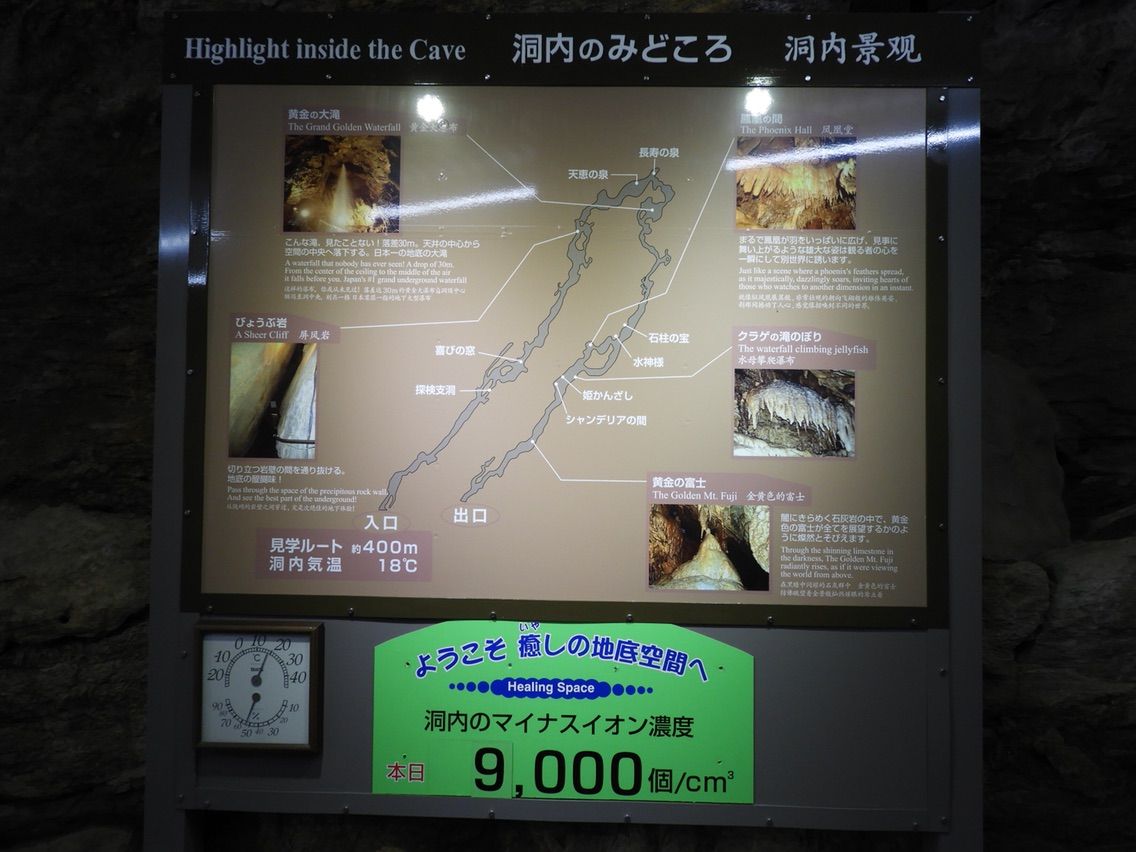 Highlight inside the Cave 洞内のみどころ 洞内景观
黄金の大滝
The Grand Golden Waterfall
こんな滝、見たことない！落差30m。天井の中心から
空間の中央へ落下する。日本一の地底の大滝
A waterfall that nobody has ever seen! A drop of 30m.
From the center of the ceiling to the middle of the air
it falls before you. Japan's #1 grand underground waterfall
の間
The Phoenix Hall 凤凰堂
まるで鳳凰が羽をいっぱいに広げ、見事に
舞い上がるような雄大な姿は観る者の心を
一瞬にして別世界に誘います。
Just like a scene where a phoenix's feathers spread,
as it majestically, dazzlingly soars, inviting hearts of
those who watches to another dimension in an instant.
長寿の泉
天恵の泉
びょうぶ岩
A Sheer Cliff 屏风岩
切り立つ岩壁の間を通り抜ける。
地底の醍醐味！
Pass through the space of the precipitous rock wall.
And see the best part of the underground!
喜びの窓
探検支洞
石柱の宝
水神様
姫かんざし
シャンデリアの間
クラゲの滝のぼり
The waterfall climbing jellyfish
水母攀爬瀑布
黄金の富士
The Golden Mt. Fuji 金黄色的富士
闇にきらめく石灰岩の中で、黄金
色の富士が全てを展望するかのよ
うに燦然とそびえます。
Through the shinning limestone in
the darkness, The Golden Mt. Fuji
radiantly rises, as if it were viewing
the world from above.
入口
出口
見学ルート 約400m
洞内気温 18℃
20 10 0 10 20 30 40
℃
90 80 70 60 50 40 30 20 10
%
ようこそ 癒しの地底空間へ
いや
Healing Space
洞内のマイナスイオン濃度
本日 9,000個/cm³